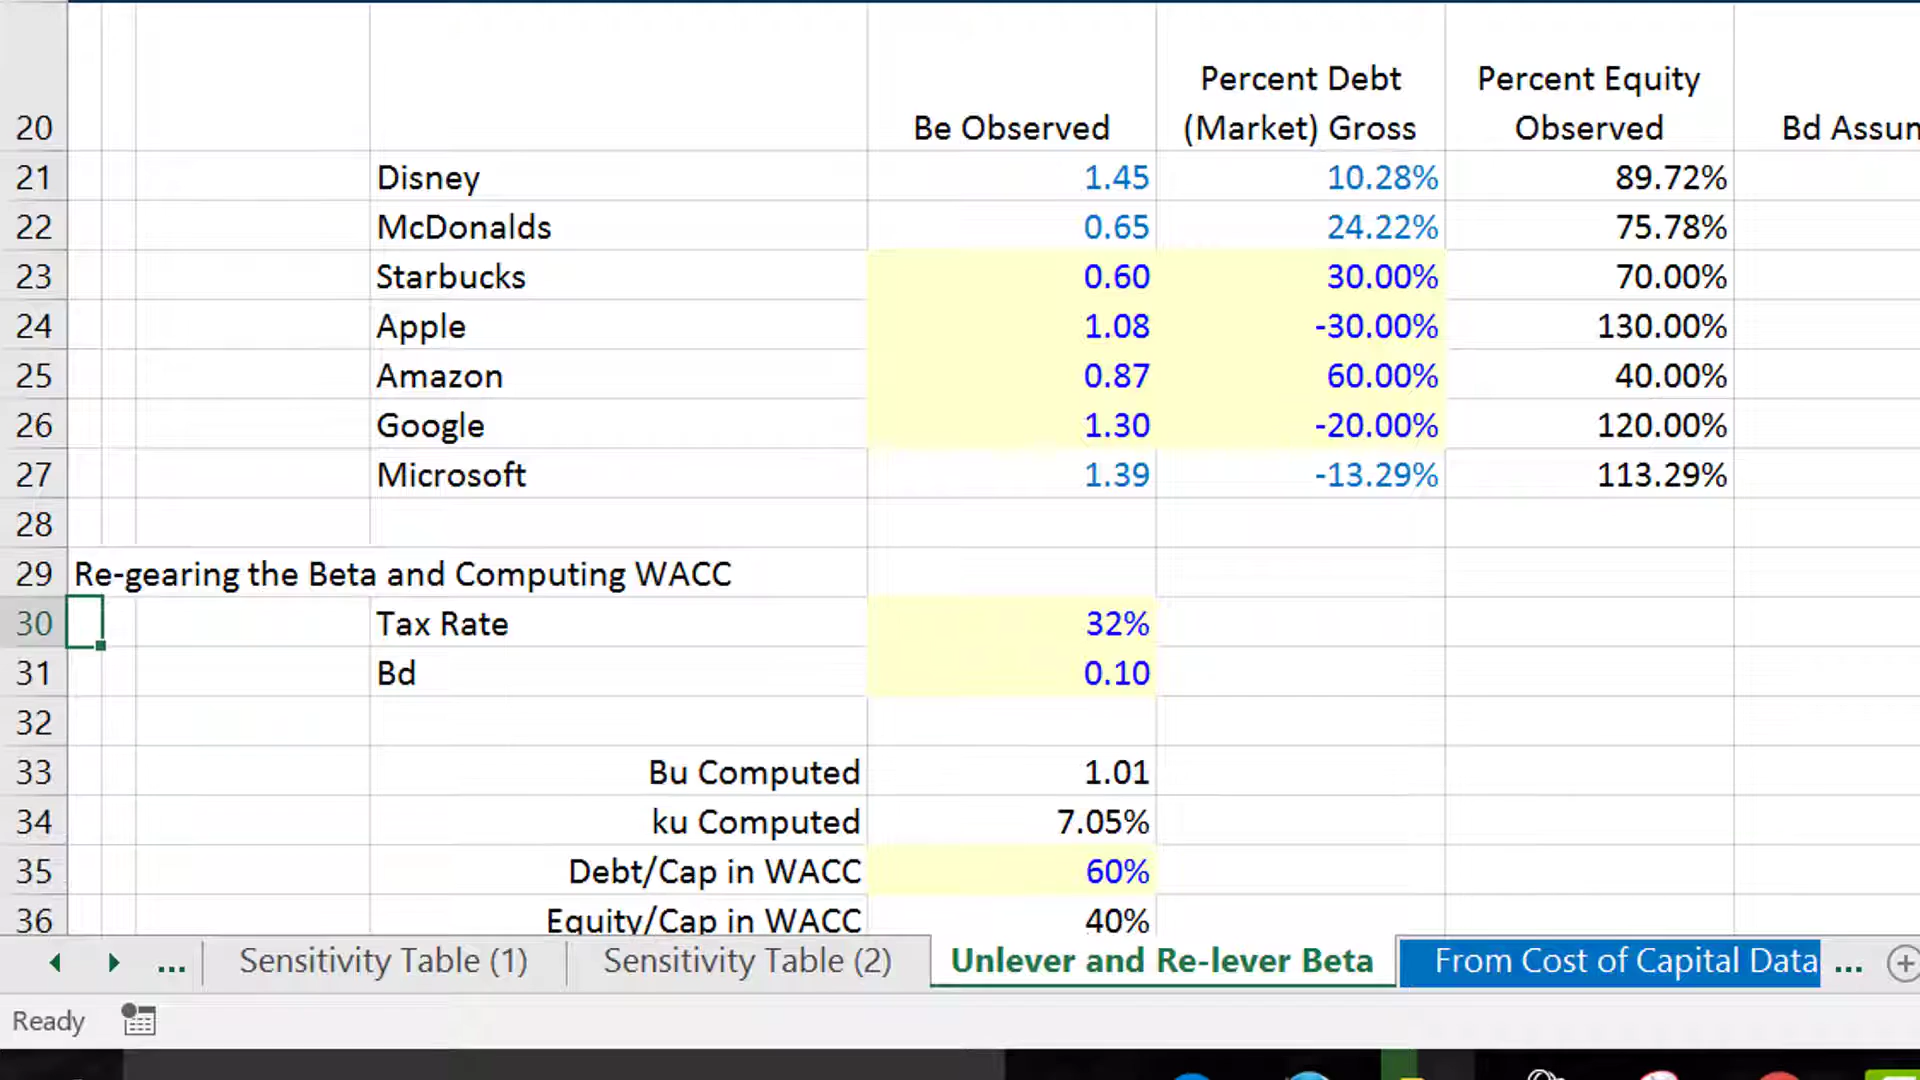 Percent Debt Percent Equity
20 Be Observed (Market) Gross Observed Bd Assum
21 Disney 1.45 10.28% 89.72%
22 McDonalds 0.65 24.22% 75.78%
23 Starbucks 0.60 30.00% 70.00%
24 Apple 1.08 -30.00% 130.00%
25 Amazon 0.87 60.00% 40.00%
26 Google 1.30 -20.00% 120.00%
27 Microsoft 1.39 -13.29% 113.29%
28
29 Re-gearing the Beta and Computing WACC
30 Tax Rate 32%
31 Bd 0.10
32
33 Bu Computed 1.01
34 ku Computed 7.05%
35 Debt/Cap in WACC 60%
36 Equity/Cap in WACC 40%
... Sensitivity Table (1) Sensitivity Table (2) Unlever and Re-lever Beta From Cost of Capital Data ...
Ready